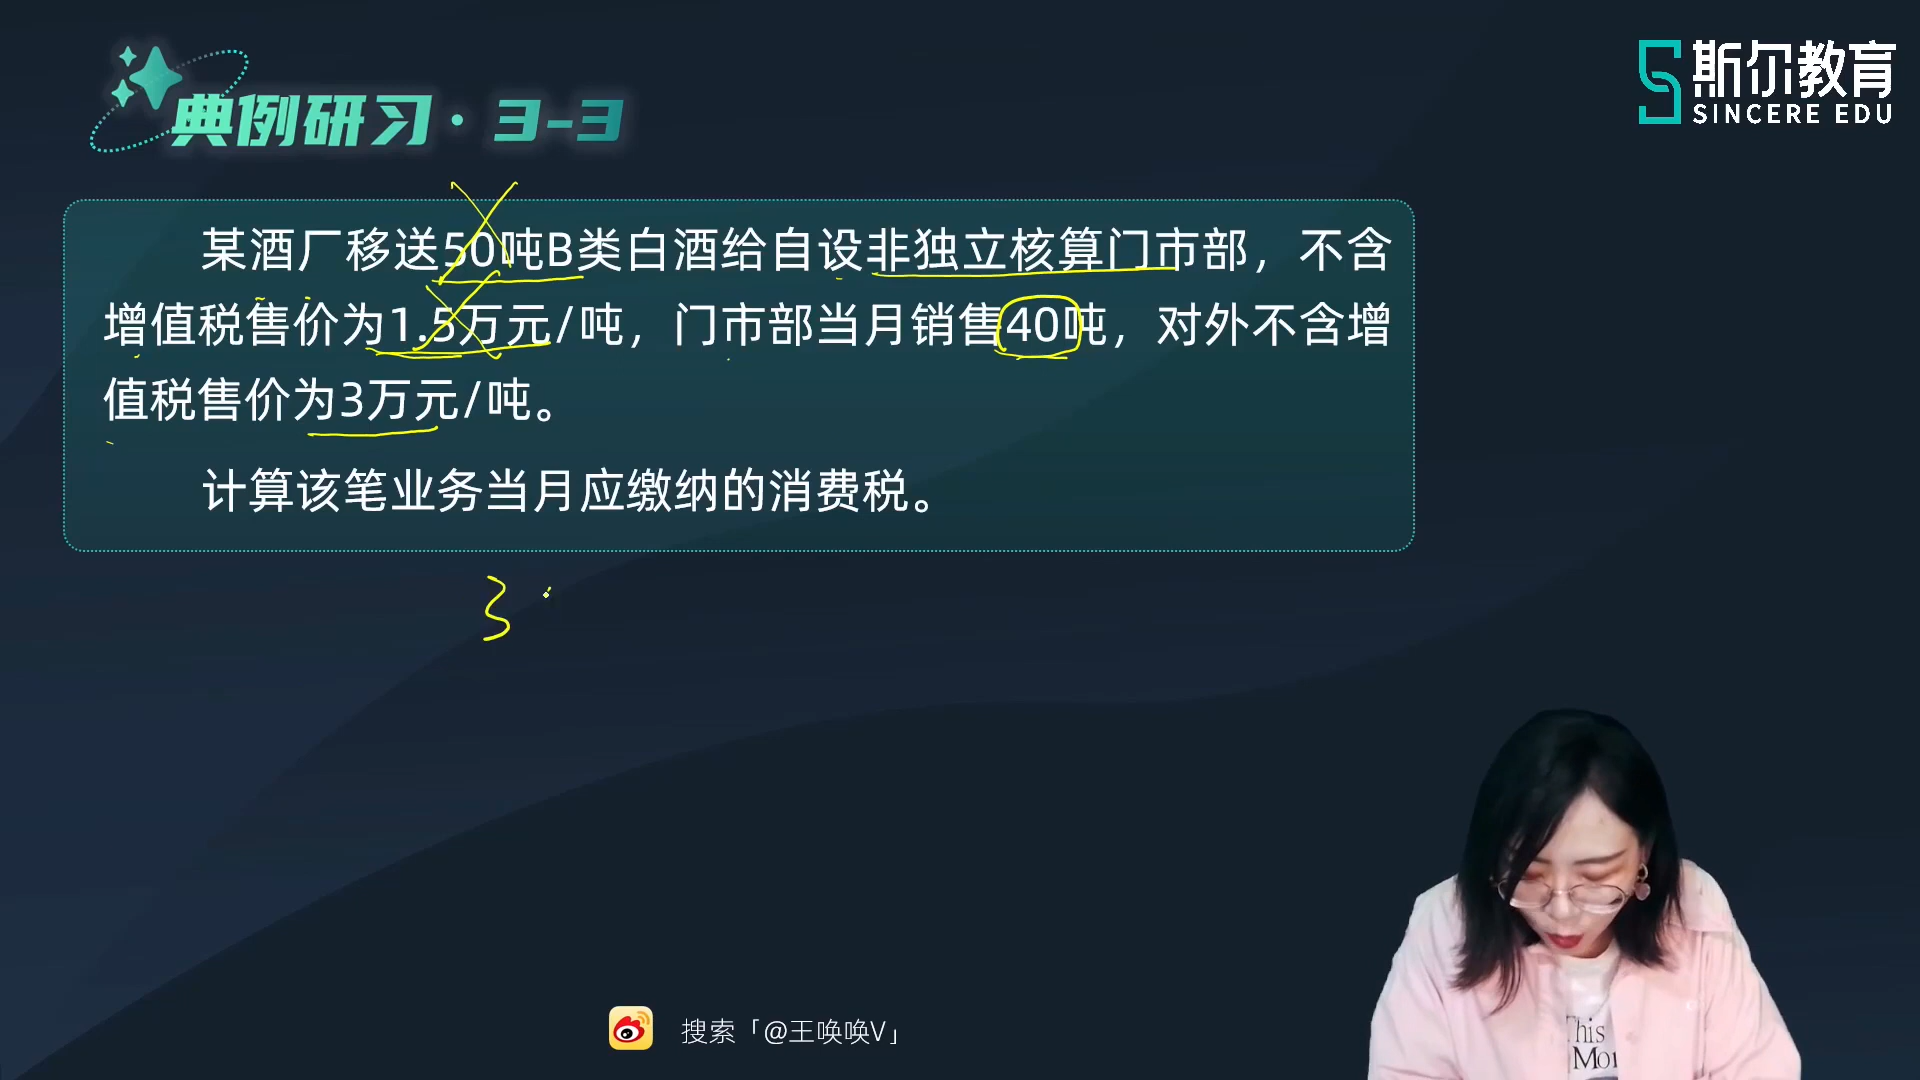 典例研习·3-3
斯尔教育
SINCERE EDU
某酒厂移送50吨B类白酒给自设非独立核算门市部，不含
增值税售价为1.5万元/吨，门市部当月销售40吨，对外不含增
值税售价为3万元/吨。
计算该笔业务当月应缴纳的消费税。
3
搜索「@王唤唤V」
This